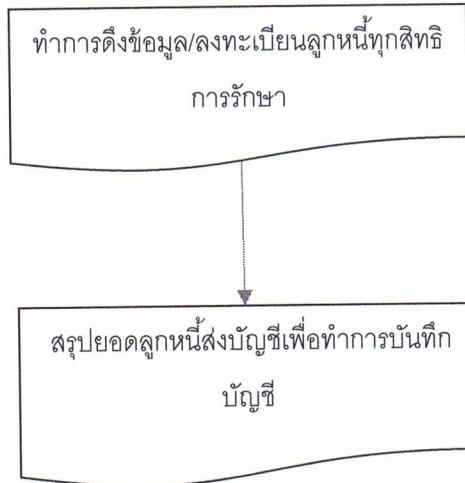 ทำการดึงข้อมูล/ลงทะเบียนลูกหนี้ทุกสิทธิ
การรักษา
สรุปยอดลูกหนี้ส่งบัญชีเพื่อทำการบันทึก
บัญชี